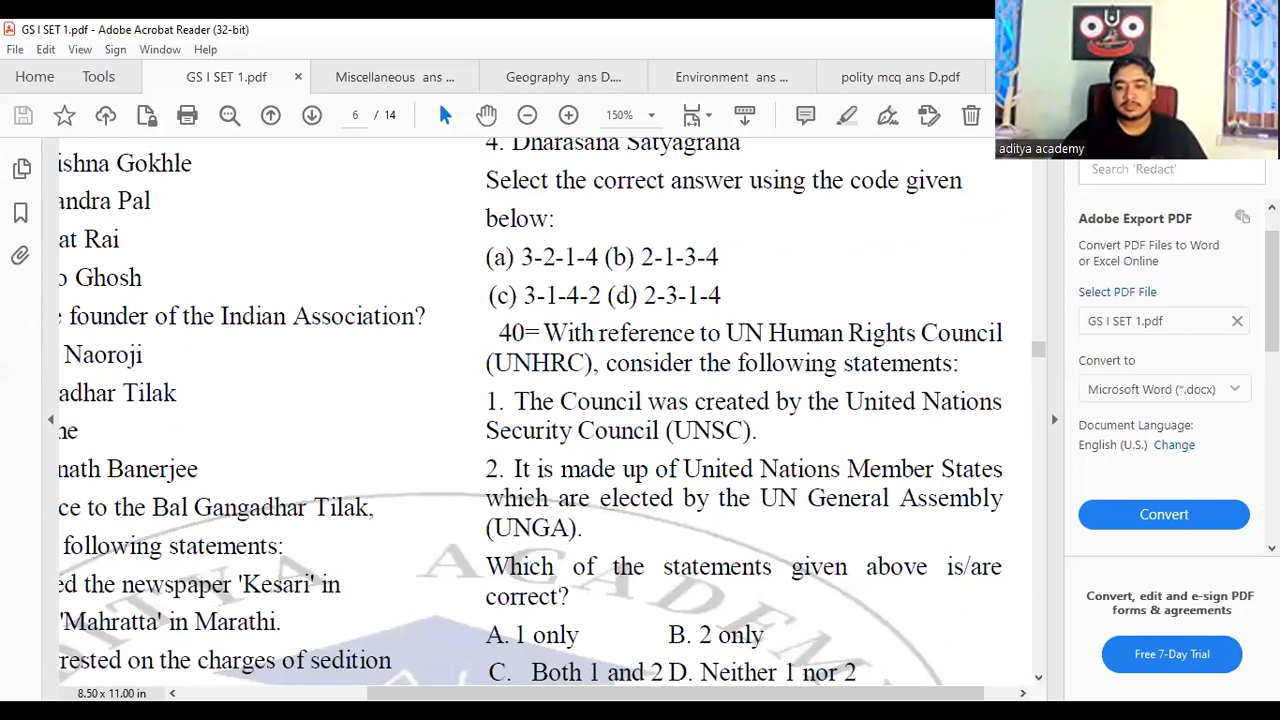 GS I SET 1.pdf - Adobe Acrobat Reader (32-bit)
File Edit View Sign Window Help
Home Tools GS I SET 1.pdf × Miscellaneous ans ... Geography ans D.... Environment ans ... polity mcq ans D.pdf
6 / 14 150%
aditya academy
ishna Gokhle
andra Pal
at Rai
o Ghosh
e founder of the Indian Association?
Naoroji
adhar Tilak
ne
nath Banerjee
ce to the Bal Gangadhar Tilak,
following statements:
ed the newspaper 'Kesari' in
'Mahratta' in Marathi.
rrested on the charges of sedition
4. Dharasana Satyagraha
Select the correct answer using the code given
below:
(a) 3-2-1-4 (b) 2-1-3-4
(c) 3-1-4-2 (d) 2-3-1-4
40= With reference to UN Human Rights Council
(UNHRC), consider the following statements:
1. The Council was created by the United Nations
Security Council (UNSC).
2. It is made up of United Nations Member States
which are elected by the UN General Assembly
(UNGA).
Which of the statements given above is/are
correct?
A. 1 only B. 2 only
C. Both 1 and 2 D. Neither 1 nor 2
ACADEM
8.50 x 11.00 in
Search 'Redact'
Adobe Export PDF
Convert PDF Files to Word
or Excel Online
Select PDF File
GS I SET 1.pdf
Convert to
Microsoft Word (*.docx)
Document Language:
English (U.S.) Change
Convert
Convert, edit and e-sign PDF
forms & agreements
Free 7-Day Trial